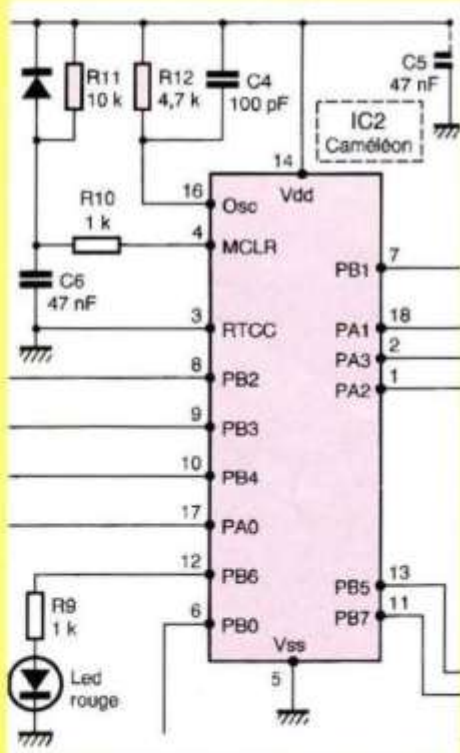 R11
10 k
R12
4,7 k
C4
100 pF
C5
47 nF
IC2
Caméléon
14
Vdd
16
Osc
R10
1 k
4
MCLR
7
PB1
C6
47 nF
3
RTCC
18
PA1
2
PA3
8
PB2
1
PA2
9
PB3
10
PB4
17
PA0
12
PB6
13
PB5
R9
1 k
6
PB0
11
PB7
Vss
5
Led
rouge